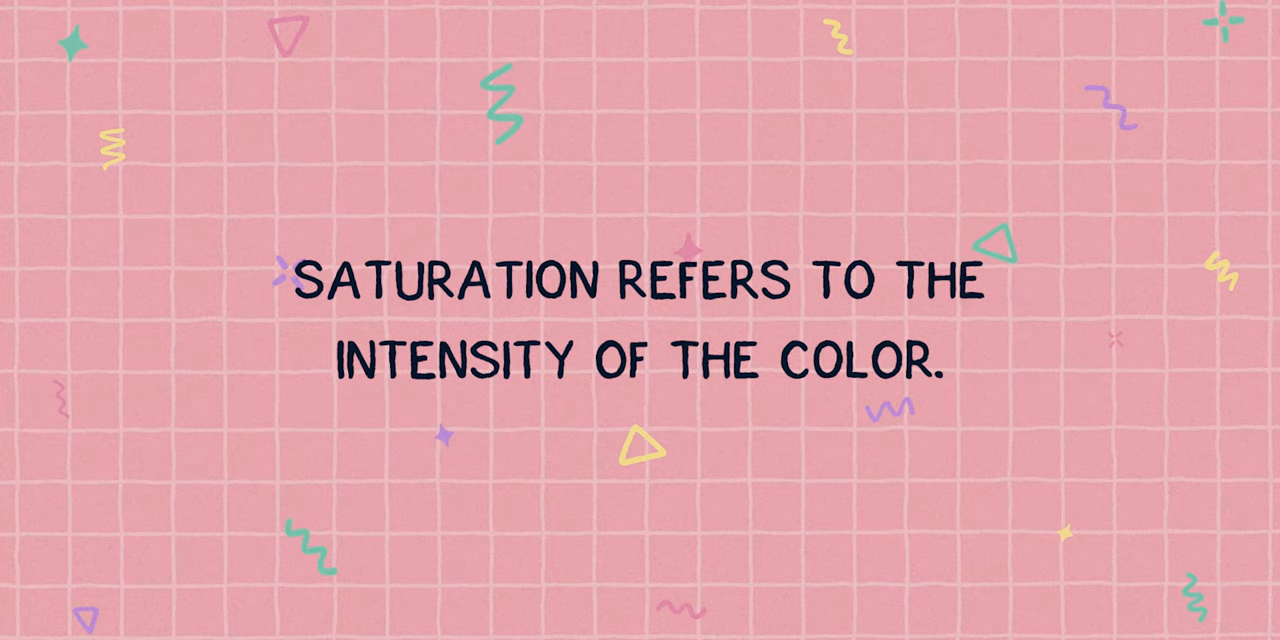 SATURATION REFERS TO THE
INTENSITY OF THE COLOR.